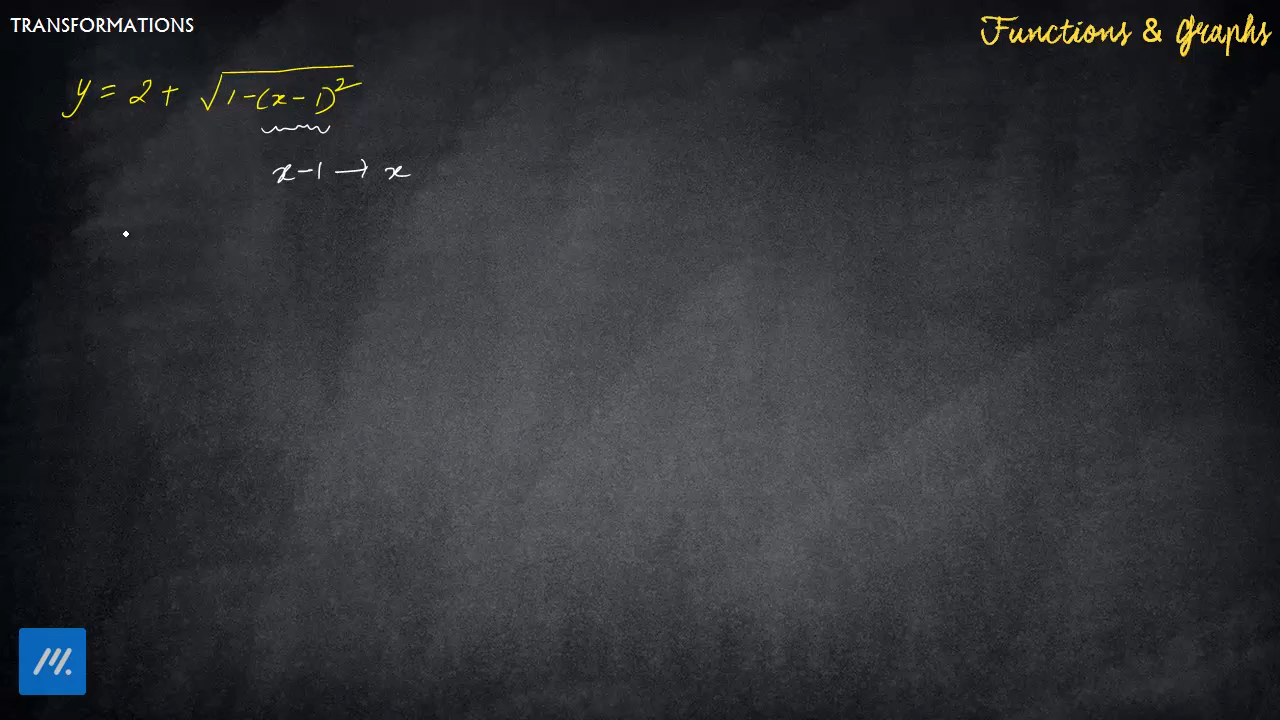 TRANSFORMATIONS
Functions & Graphs
y = 2 + √(1-(x-1)²)
x-1 → x